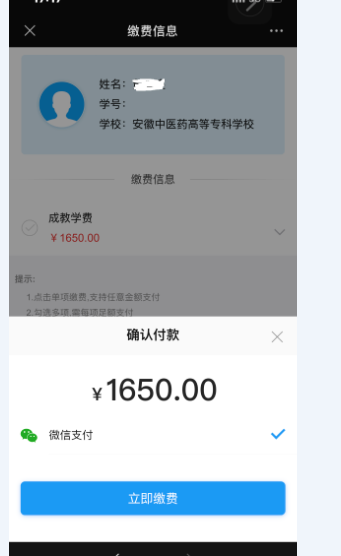 缴费信息
姓名：
学号：
学校：安徽中医药高等专科学校
缴费信息
成教学费
￥1650.00
提示:
1.点击单项缴费,支持任意金额支付
2.勾选多项,需每项足额支付
确认付款
¥1650.00
微信支付
立即缴费